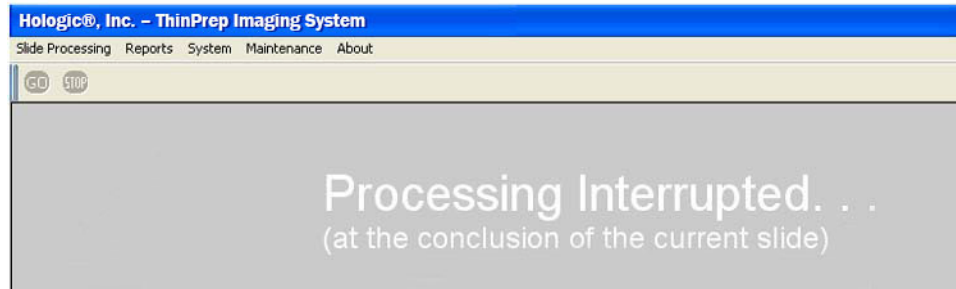 Hologic®, Inc. – ThinPrep Imaging System
Slide Processing Reports System Maintenance About
GO STOP
Processing Interrupted. . .
(at the conclusion of the current slide)